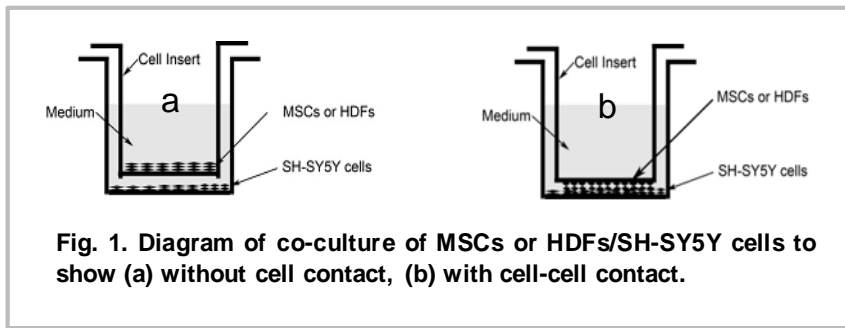 Cell Insert
a
Medium
MSCs or HDFs
SH-SY5Y cells
Cell Insert
b
Medium
MSCs or HDFs
SH-SY5Y cells
Fig. 1. Diagram of co-culture of MSCs or HDFs/SH-SY5Y cells to
show (a) without cell contact, (b) with cell-cell contact.